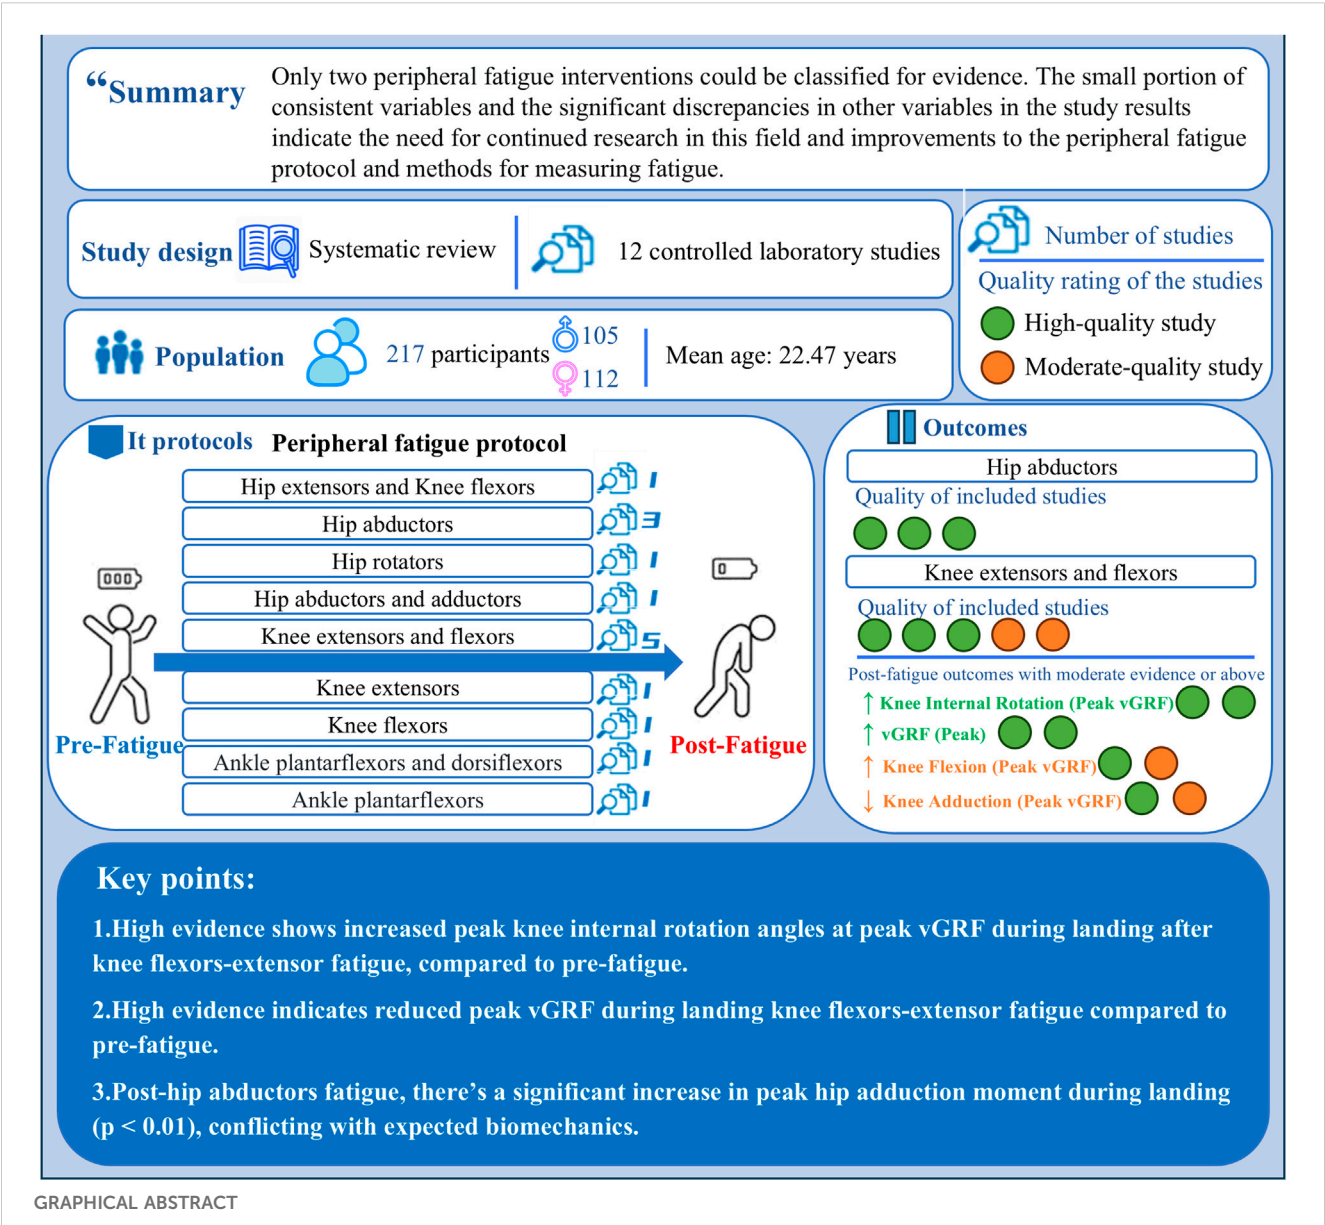 “Summary
Only two peripheral fatigue interventions could be classified for evidence. The small portion of
consistent variables and the significant discrepancies in other variables in the study results
indicate the need for continued research in this field and improvements to the peripheral fatigue
protocol and methods for measuring fatigue.
Study design
Systematic review
12 controlled laboratory studies
Number of studies
Quality rating of the studies
High-quality study
Moderate-quality study
Population
217 participants
105
112
Mean age: 22.47 years
It protocols
Peripheral fatigue protocol
Hip extensors and Knee flexors 1
Hip abductors 3
Hip rotators 1
Hip abductors and adductors 1
Knee extensors and flexors 5
Knee extensors 1
Knee flexors 1
Ankle plantarflexors and dorsiflexors 1
Ankle plantarflexors 1
Pre-Fatigue
Post-Fatigue
Outcomes
Hip abductors
Quality of included studies
Knee extensors and flexors
Quality of included studies
Post-fatigue outcomes with moderate evidence or above
↑ Knee Internal Rotation (Peak vGRF)
↑ vGRF (Peak)
↑ Knee Flexion (Peak vGRF)
↓ Knee Adduction (Peak vGRF)
Key points:
1.High evidence shows increased peak knee internal rotation angles at peak vGRF during landing after
knee flexors-extensor fatigue, compared to pre-fatigue.
2.High evidence indicates reduced peak vGRF during landing knee flexors-extensor fatigue compared to
pre-fatigue.
3.Post-hip abductors fatigue, there’s a significant increase in peak hip adduction moment during landing
(p < 0.01), conflicting with expected biomechanics.
GRAPHICAL ABSTRACT